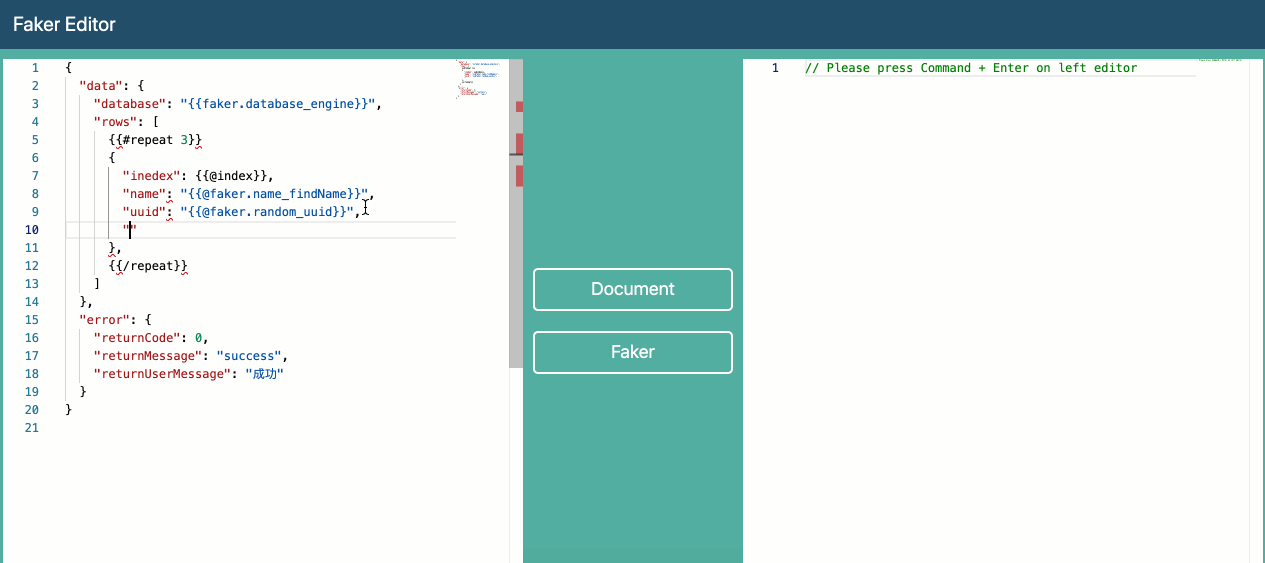 Faker Editor
1 {
2 "data": {
3 "database": "{{faker.database_engine}}",
4 "rows": [
5 {{#repeat 3}}
6 {
7 "inedex": {{@index}},
8 "name": "{{@faker.name_findName}}",
9 "uuid": "{{@faker.random_uuid}}",
10 ""
11 },
12 {{/repeat}}
13 ]
14 },
15 "error": {
16 "returnCode": 0,
17 "returnMessage": "success",
18 "returnUserMessage": "成功"
19 }
20 }
21
Document
Faker
1 // Please press Command + Enter on left editor